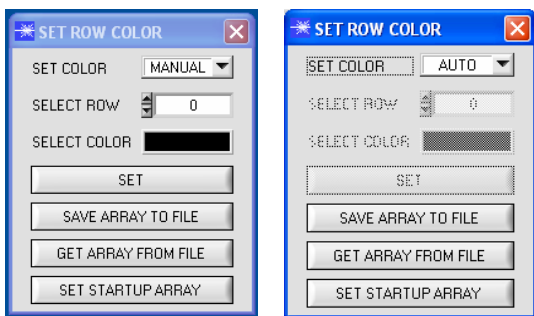 SET ROW COLOR
SET COLOR MANUAL
SELECT ROW 0
SELECT COLOR
SET
SAVE ARRAY TO FILE
GET ARRAY FROM FILE
SET STARTUP ARRAY
SET ROW COLOR
SET COLOR AUTO
SELECT ROW 0
SELECT COLOR
SET
SAVE ARRAY TO FILE
GET ARRAY FROM FILE
SET STARTUP ARRAY